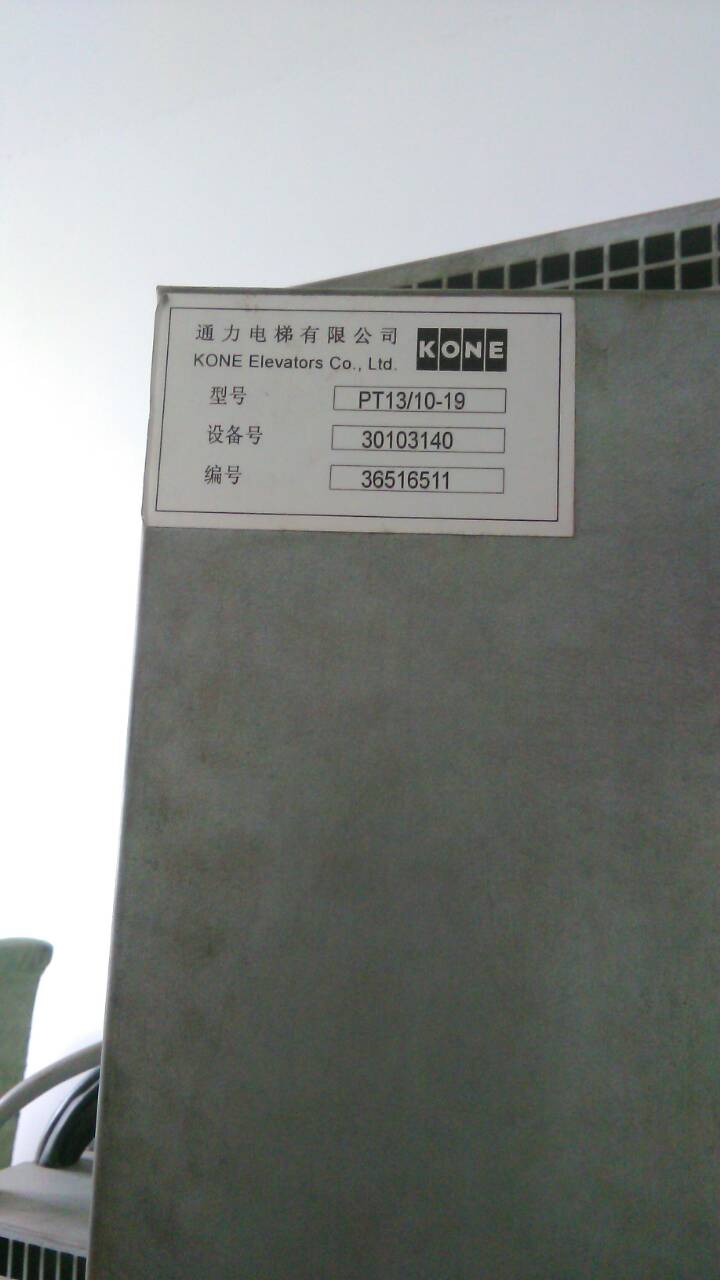 通力电梯有限公司 KONE
KONE Elevators Co., Ltd.
型号 PT13/10-19
设备号 30103140
编号 36516511